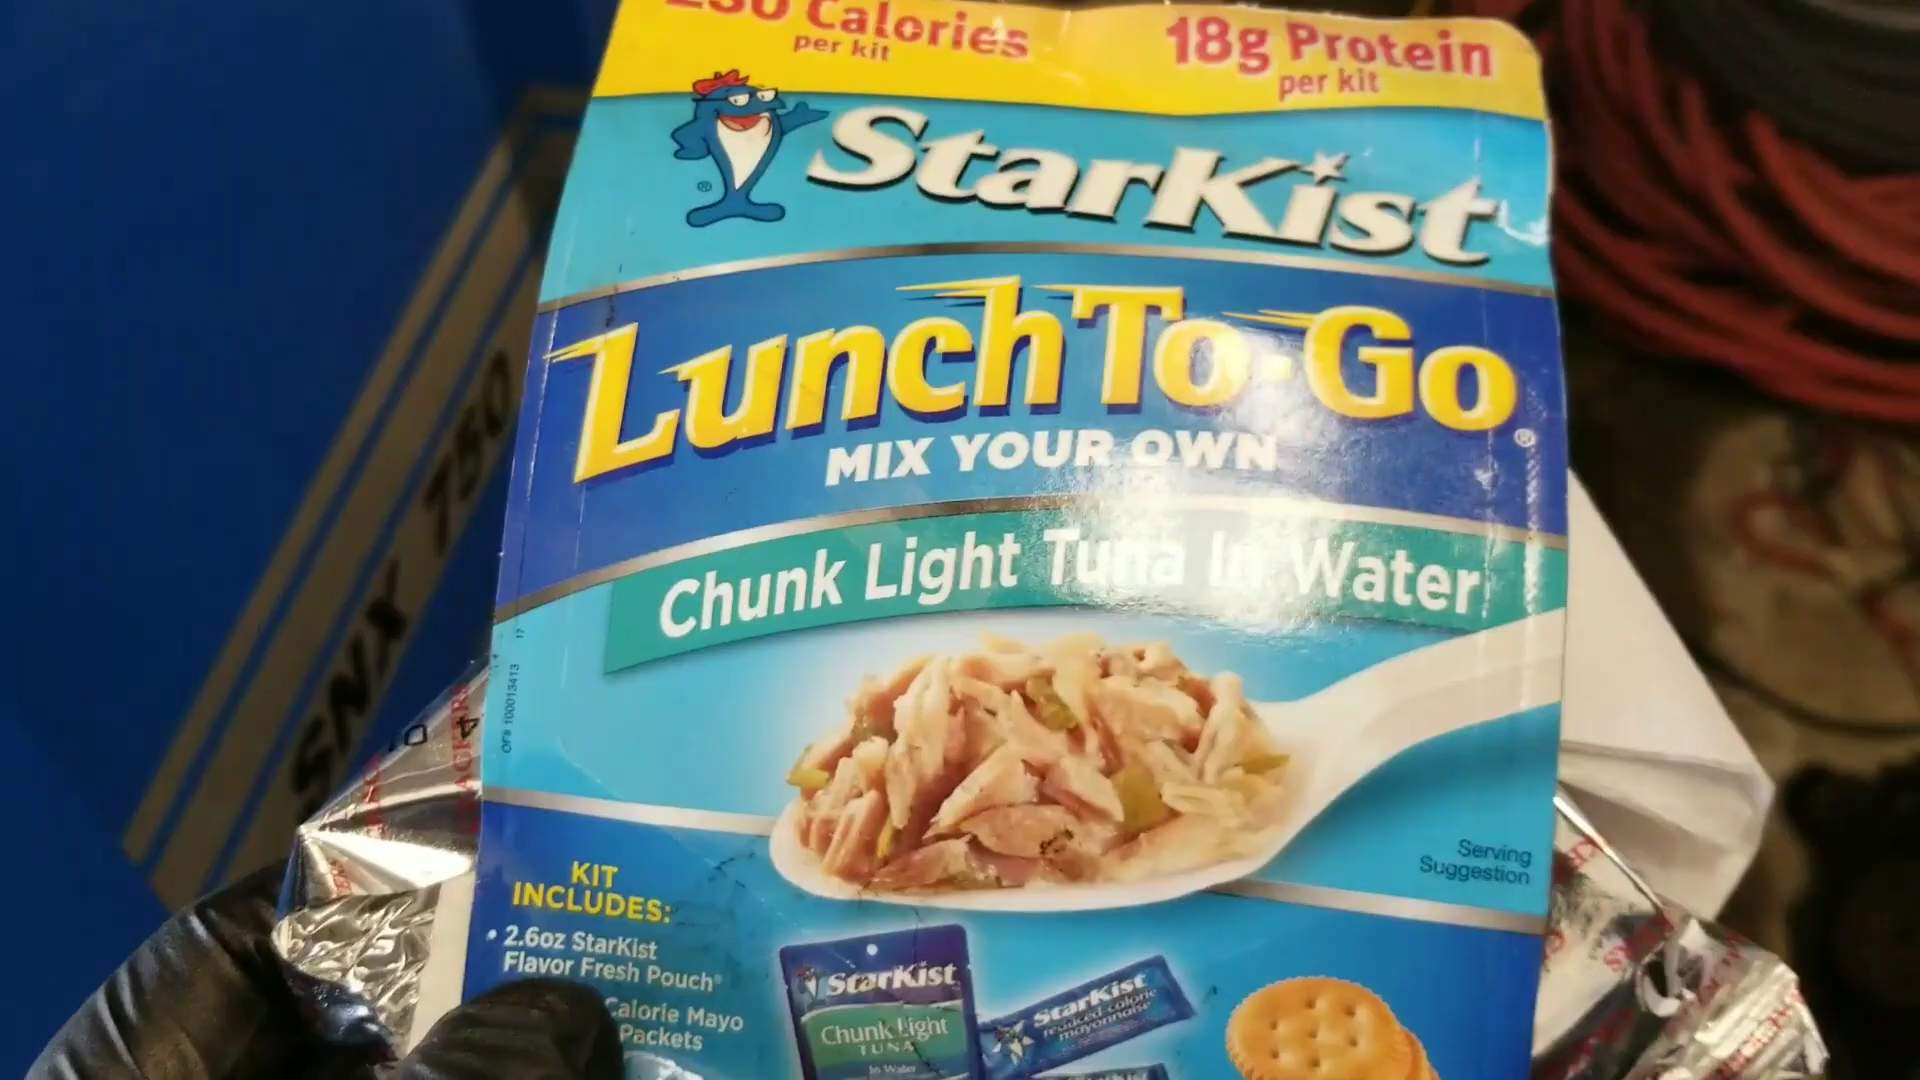 Calories
per kit
18g Protein
per kit
StarKist
Lunch To-Go
MIX YOUR OWN
Chunk Light Tuna In Water
Serving
Suggestion
KIT
INCLUDES:
• 2.6oz StarKist
Flavor Fresh Pouch®
Calorie Mayo
Packets
StarKist
Chunk Light
TUNA
In Water
StarKist
reduced-calorie
mayonnaise
SNX 750